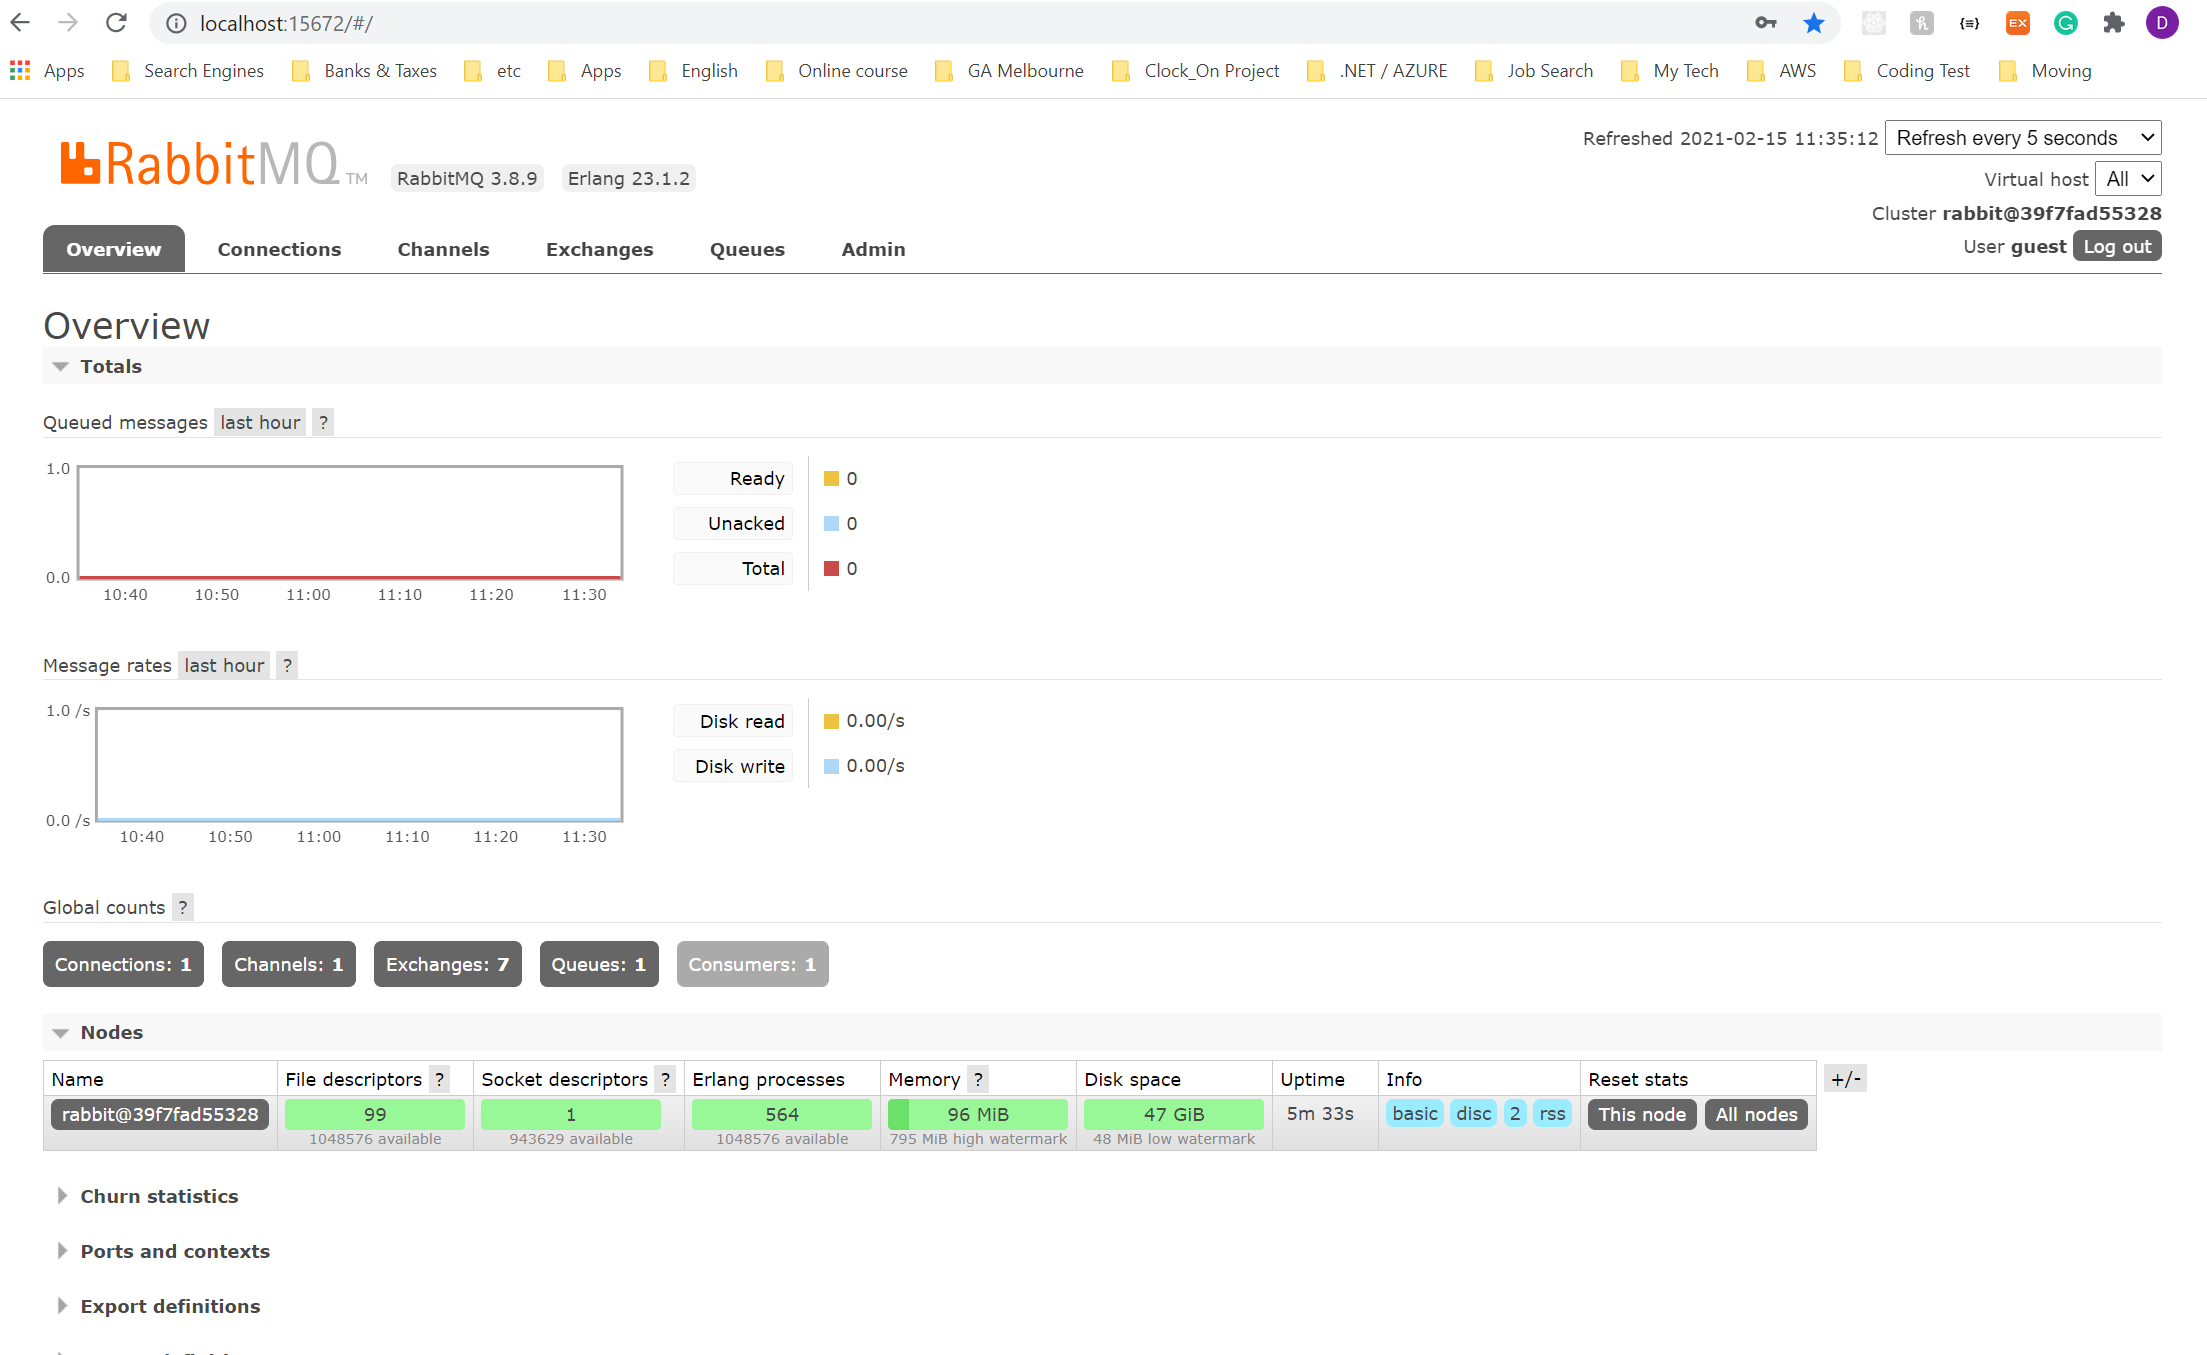 localhost:15672/#/
EX
D
Apps Search Engines Banks & Taxes etc Apps English Online course GA Melbourne Clock_On Project .NET / AZURE Job Search My Tech AWS Coding Test Moving
RabbitMQ TM RabbitMQ 3.8.9 Erlang 23.1.2
Refreshed 2021-02-15 11:35:12 Refresh every 5 seconds
Virtual host All
Cluster rabbit@39f7fad55328
User guest Log out
Overview Connections Channels Exchanges Queues Admin
Overview
Totals
Queued messages last hour ?
1.0
0.0
10:40 10:50 11:00 11:10 11:20 11:30
Ready 0
Unacked 0
Total 0
Message rates last hour ?
1.0 /s
0.0 /s
10:40 10:50 11:00 11:10 11:20 11:30
Disk read 0.00/s
Disk write 0.00/s
Global counts ?
Connections: 1 Channels: 1 Exchanges: 7 Queues: 1 Consumers: 1
Nodes
Name File descriptors ? Socket descriptors ? Erlang processes Memory ? Disk space Uptime Info Reset stats +/-
rabbit@39f7fad55328 99 1 564 96 MiB 47 GiB 5m 33s basic disc 2 rss This node All nodes
1048576 available 943629 available 1048576 available 795 MiB high watermark 48 MiB low watermark
Churn statistics
Ports and contexts
Export definitions